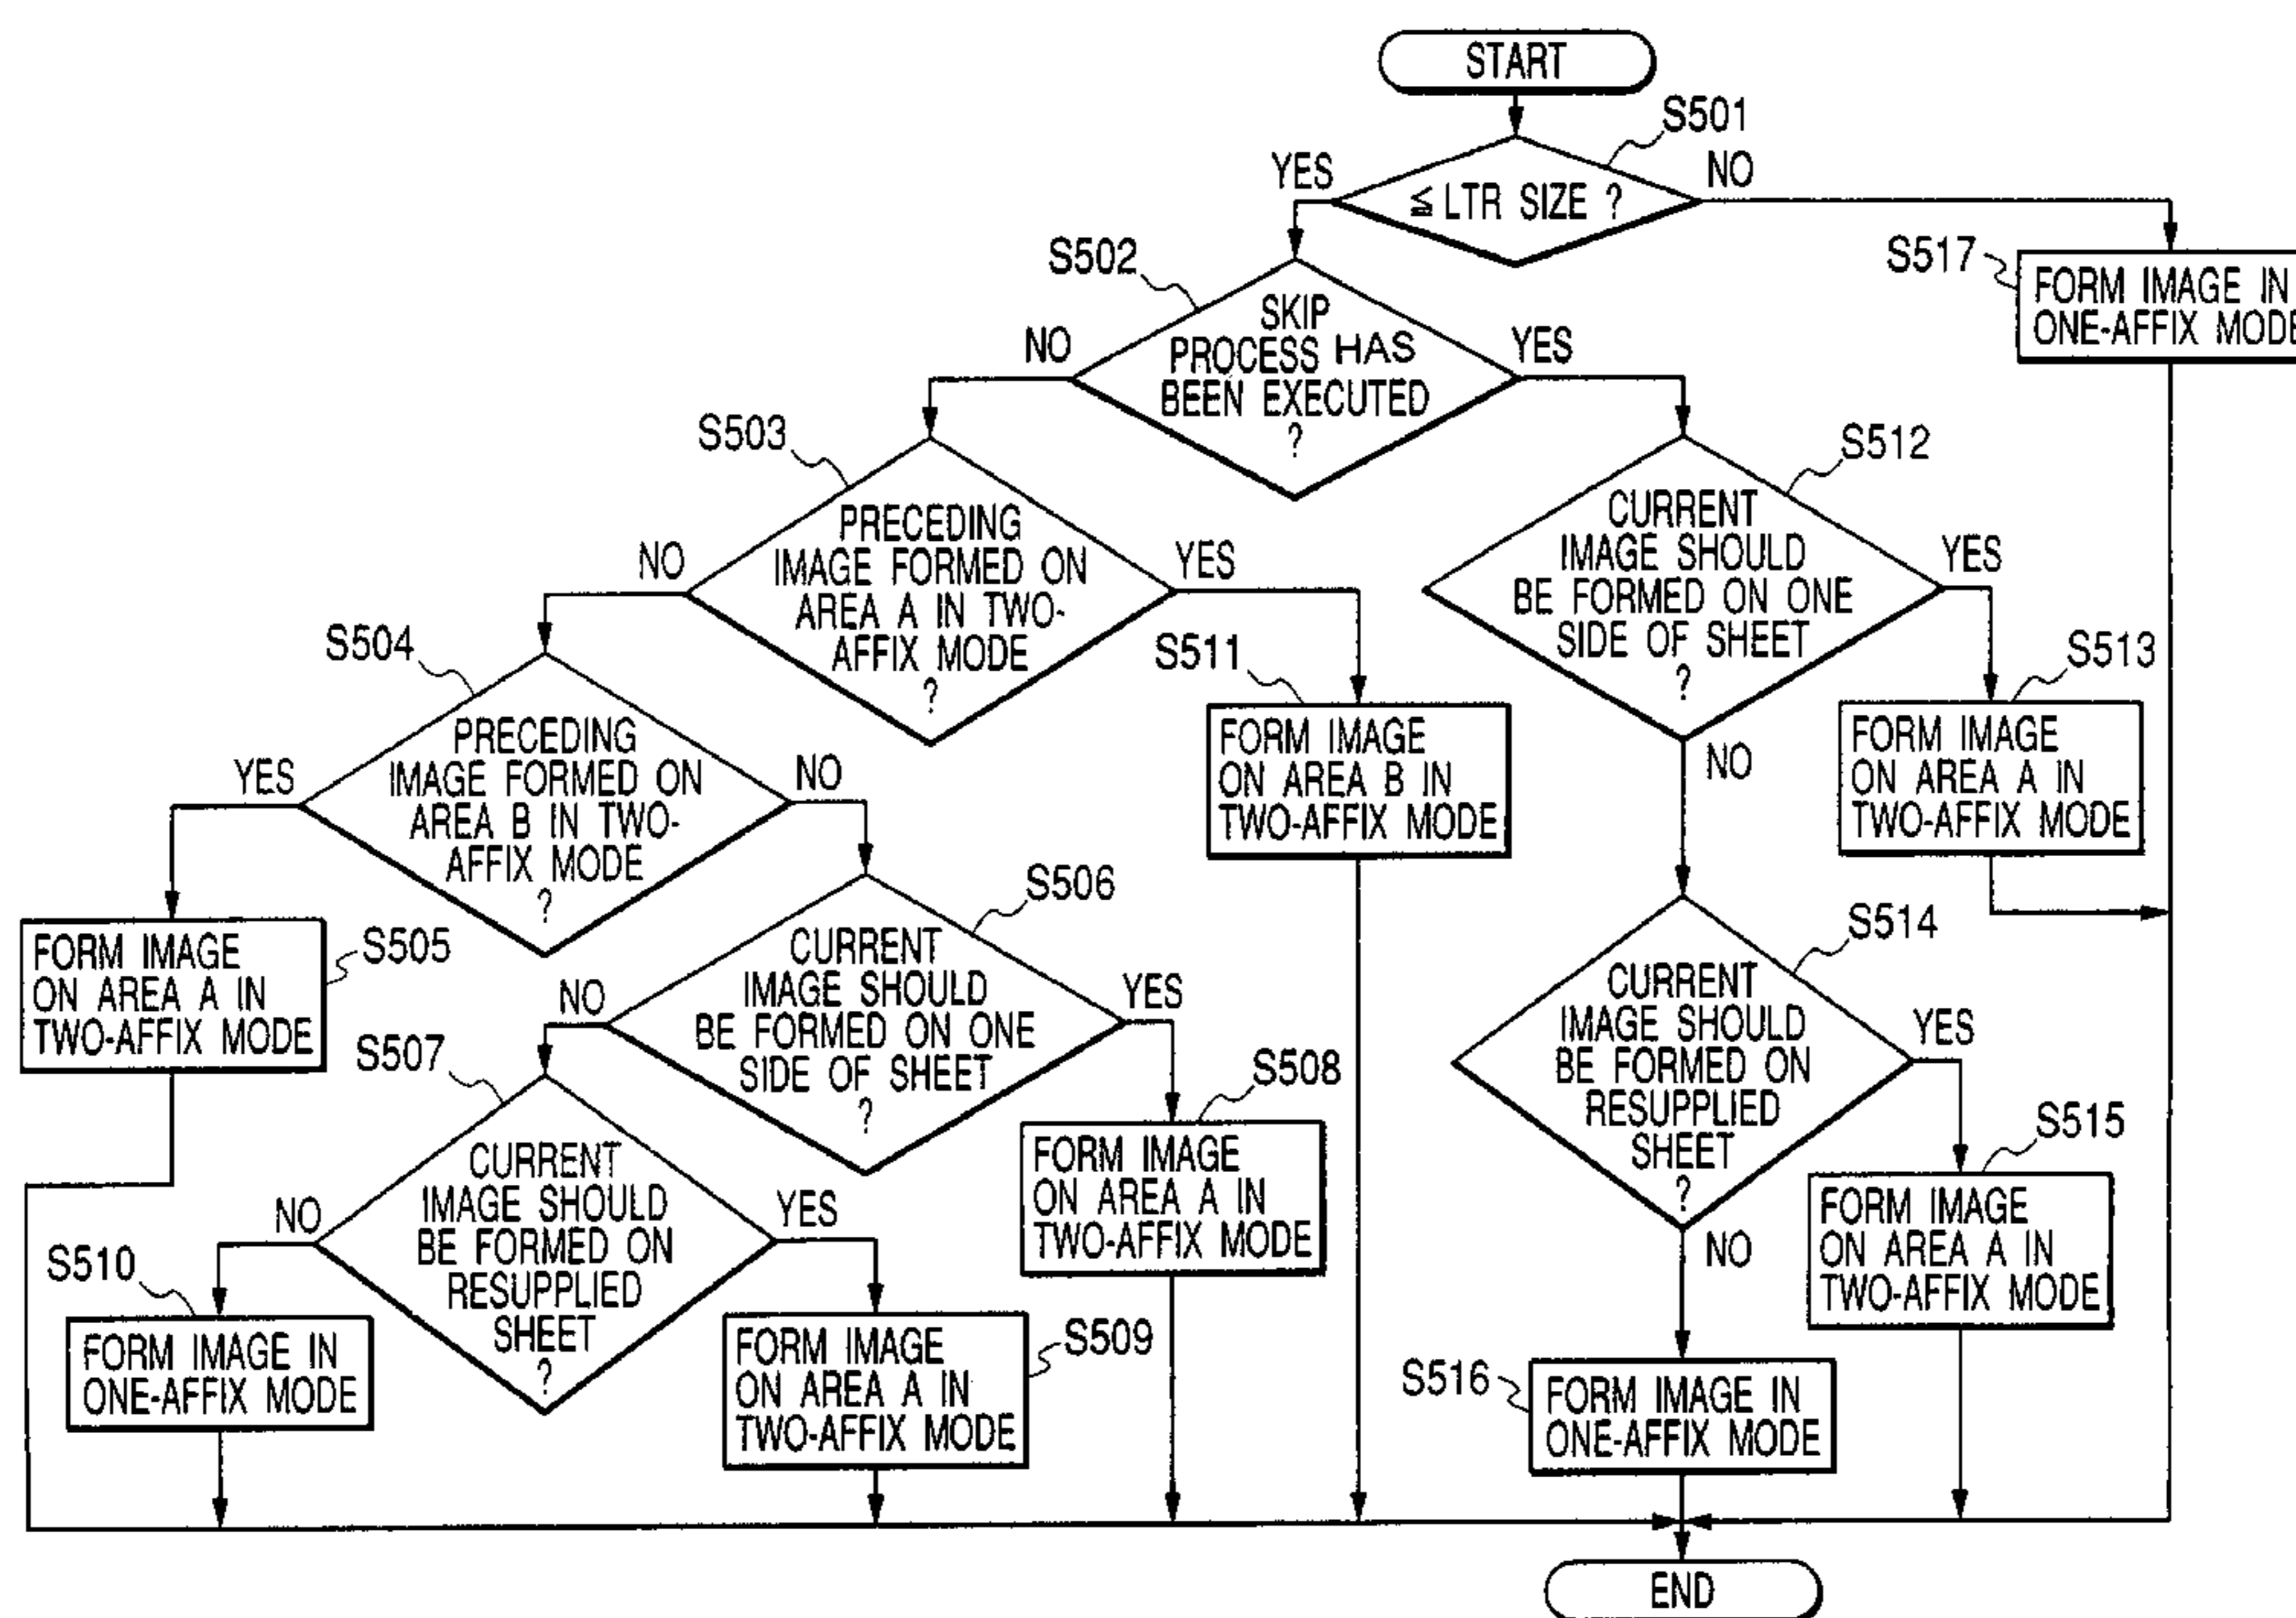 START
S501
YES
≦ LTR SIZE ?
NO
S502
S517
FORM IMAGE IN
ONE-AFFIX MODE
SKIP
PROCESS HAS
BEEN EXECUTED
?
NO
YES
S503
S512
PRECEDING
IMAGE FORMED ON
AREA A IN TWO-
AFFIX MODE
?
NO
YES
CURRENT
IMAGE SHOULD
BE FORMED ON ONE
SIDE OF SHEET
?
YES
NO
S504
S511
S513
PRECEDING
IMAGE FORMED ON
AREA B IN TWO-
AFFIX MODE
?
YES
NO
FORM IMAGE
ON AREA B IN
TWO-AFFIX MODE
FORM IMAGE
ON AREA A IN
TWO-AFFIX MODE
S505
FORM IMAGE
ON AREA A IN
TWO-AFFIX MODE
S506
CURRENT
IMAGE SHOULD
BE FORMED ON ONE
SIDE OF SHEET
?
NO
YES
S514
CURRENT
IMAGE SHOULD
BE FORMED ON
RESUPPLIED
SHEET
?
YES
NO
S507
CURRENT
IMAGE SHOULD
BE FORMED ON
RESUPPLIED
SHEET
?
NO
YES
S508
FORM IMAGE
ON AREA A IN
TWO-AFFIX MODE
S515
FORM IMAGE
ON AREA A IN
TWO-AFFIX MODE
S510
FORM IMAGE IN
ONE-AFFIX MODE
S509
FORM IMAGE
ON AREA A IN
TWO-AFFIX MODE
S516
FORM IMAGE IN
ONE-AFFIX MODE
END